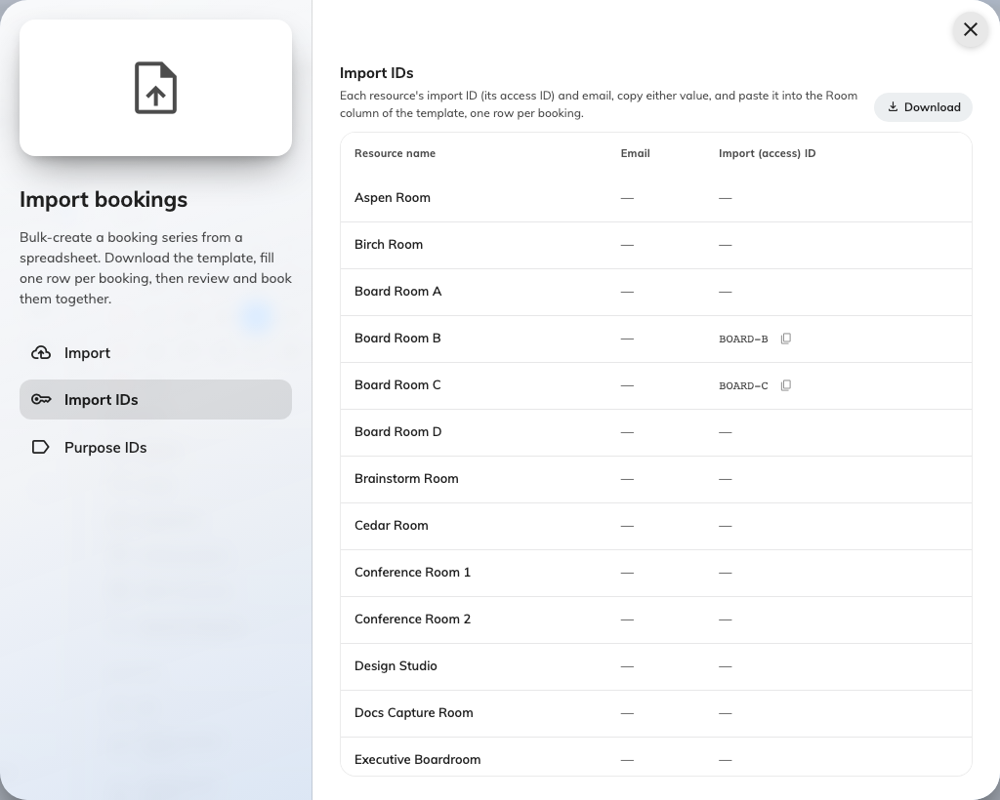 Import bookings
Bulk-create a booking series from a
spreadsheet. Download the template, fill
one row per booking, then review and book
them together.
Import
Import IDs
Purpose IDs
Import IDs
Each resource's import ID (its access ID) and email, copy either value, and paste it into the Room
column of the template, one row per booking.
Download
Resource name Email Import (access) ID
Aspen Room — —
Birch Room — —
Board Room A — —
Board Room B — BOARD-B
Board Room C — BOARD-C
Board Room D — —
Brainstorm Room — —
Cedar Room — —
Conference Room 1 — —
Conference Room 2 — —
Design Studio — —
Docs Capture Room — —
Executive Boardroom — —